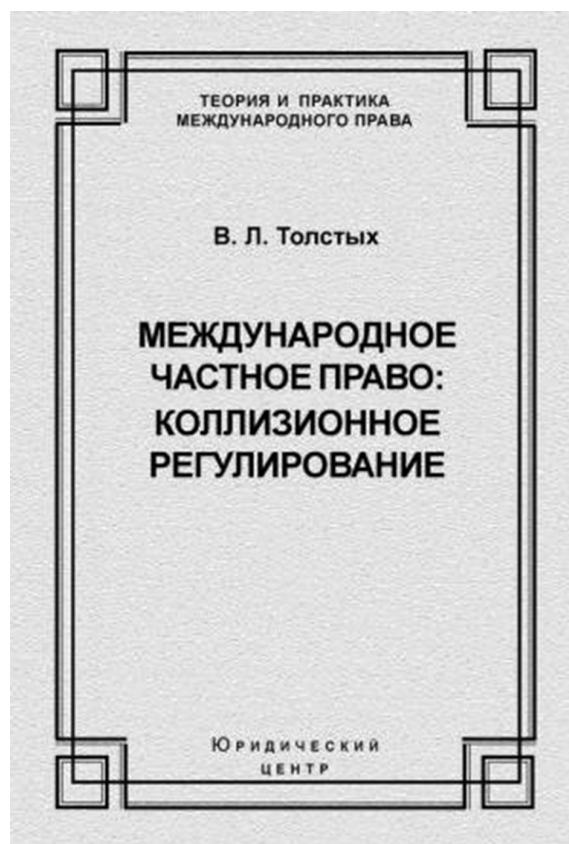 ТЕОРИЯ И ПРАКТИКА
МЕЖДУНАРОДНОГО ПРАВА
В. Л. Толстых
МЕЖДУНАРОДНОЕ
ЧАСТНОЕ ПРАВО:
КОЛЛИЗИОННОЕ
РЕГУЛИРОВАНИЕ
ЮРИДИЧЕСКИЙ
ЦЕНТР